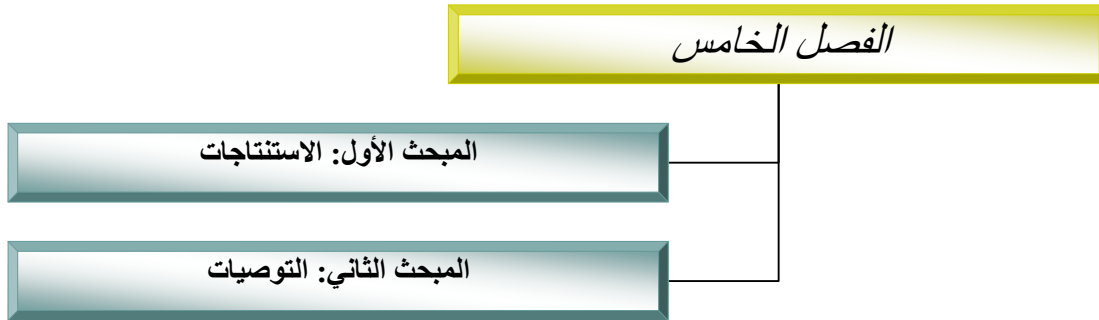 الفصل الخامس
المبحث الأول: الاستنتاجات
المبحث الثاني: التوصيات